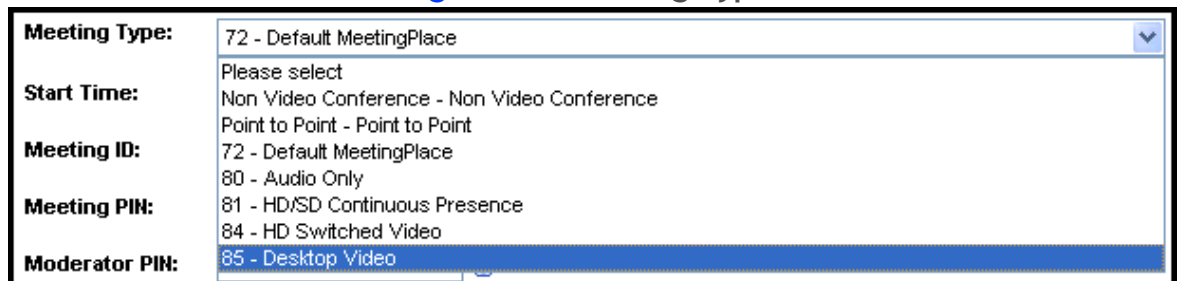 Meeting Type:
72 - Default MeetingPlace
Please select
Start Time:
Non Video Conference - Non Video Conference
Point to Point - Point to Point
Meeting ID:
72 - Default MeetingPlace
80 - Audio Only
Meeting PIN:
81 - HD/SD Continuous Presence
84 - HD Switched Video
Moderator PIN:
85 - Desktop Video